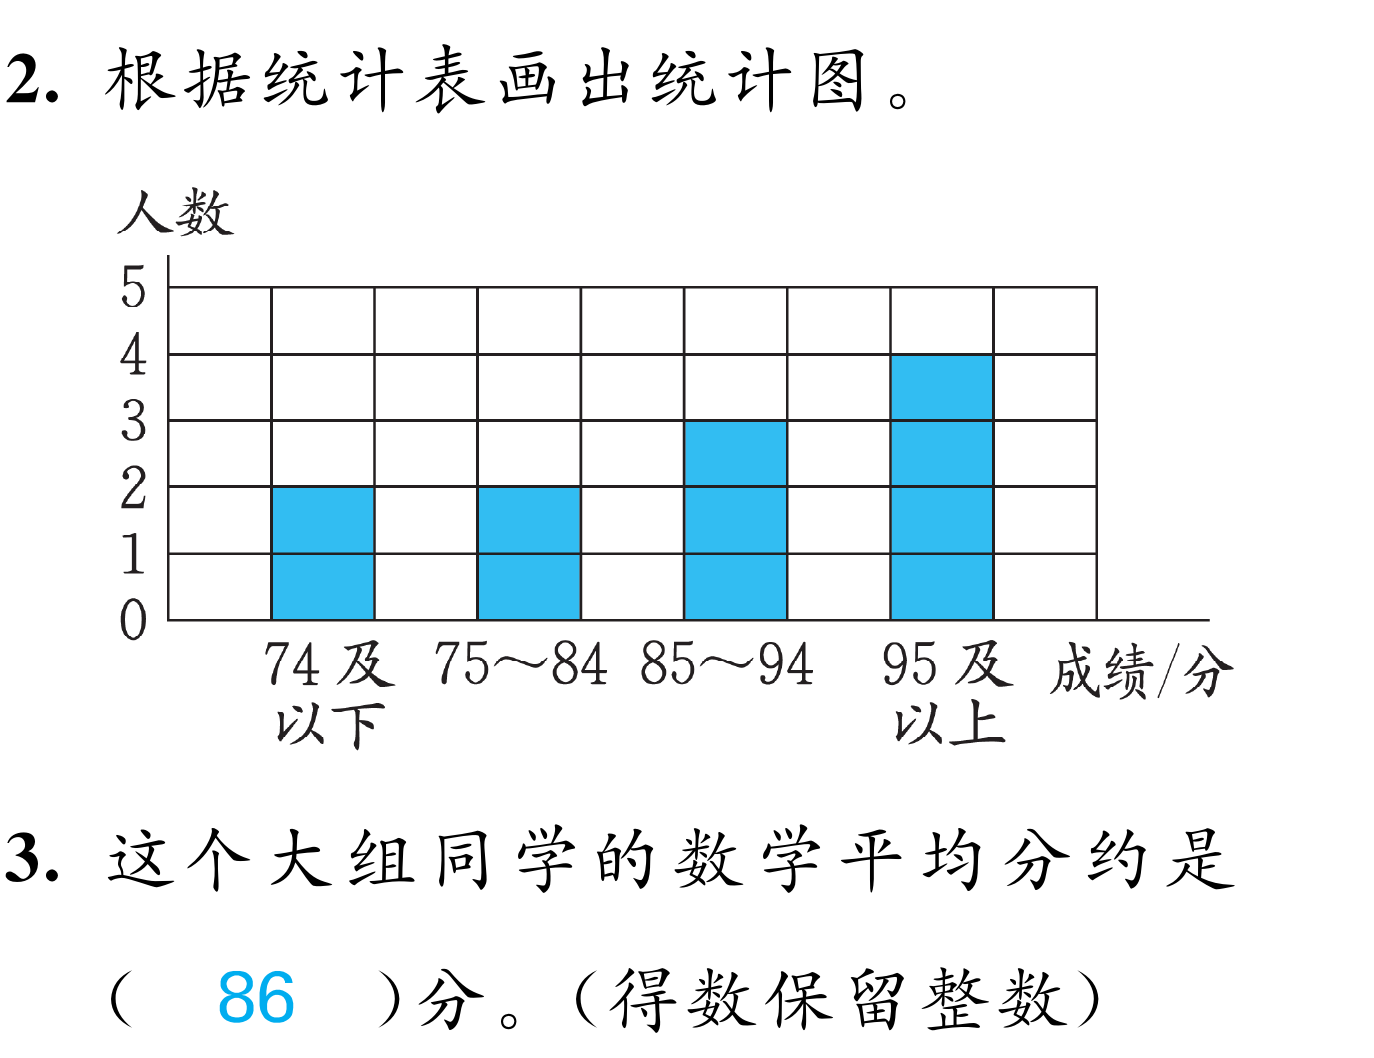 2. 根据统计表画出统计图。
人数
5
4
3
2
1
0
74及以下 75～84 85～94 95及以上 成绩/分
3. 这个大组同学的数学平均分约是
( 86 )分。(得数保留整数)